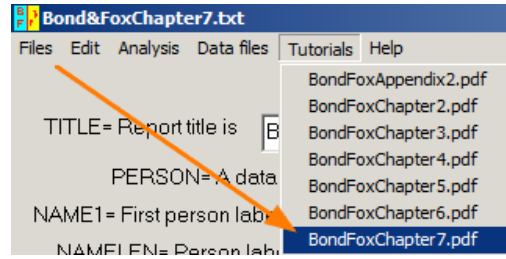 Bond&FoxChapter7.txt
Files Edit Analysis Data files Tutorials Help
BondFoxAppendix2.pdf
BondFoxChapter2.pdf
BondFoxChapter3.pdf
BondFoxChapter4.pdf
BondFoxChapter5.pdf
BondFoxChapter6.pdf
BondFoxChapter7.pdf
TITLE= Report title is B
PERSON= A data
NAME1= First person lab
NAMELEN= Person lab